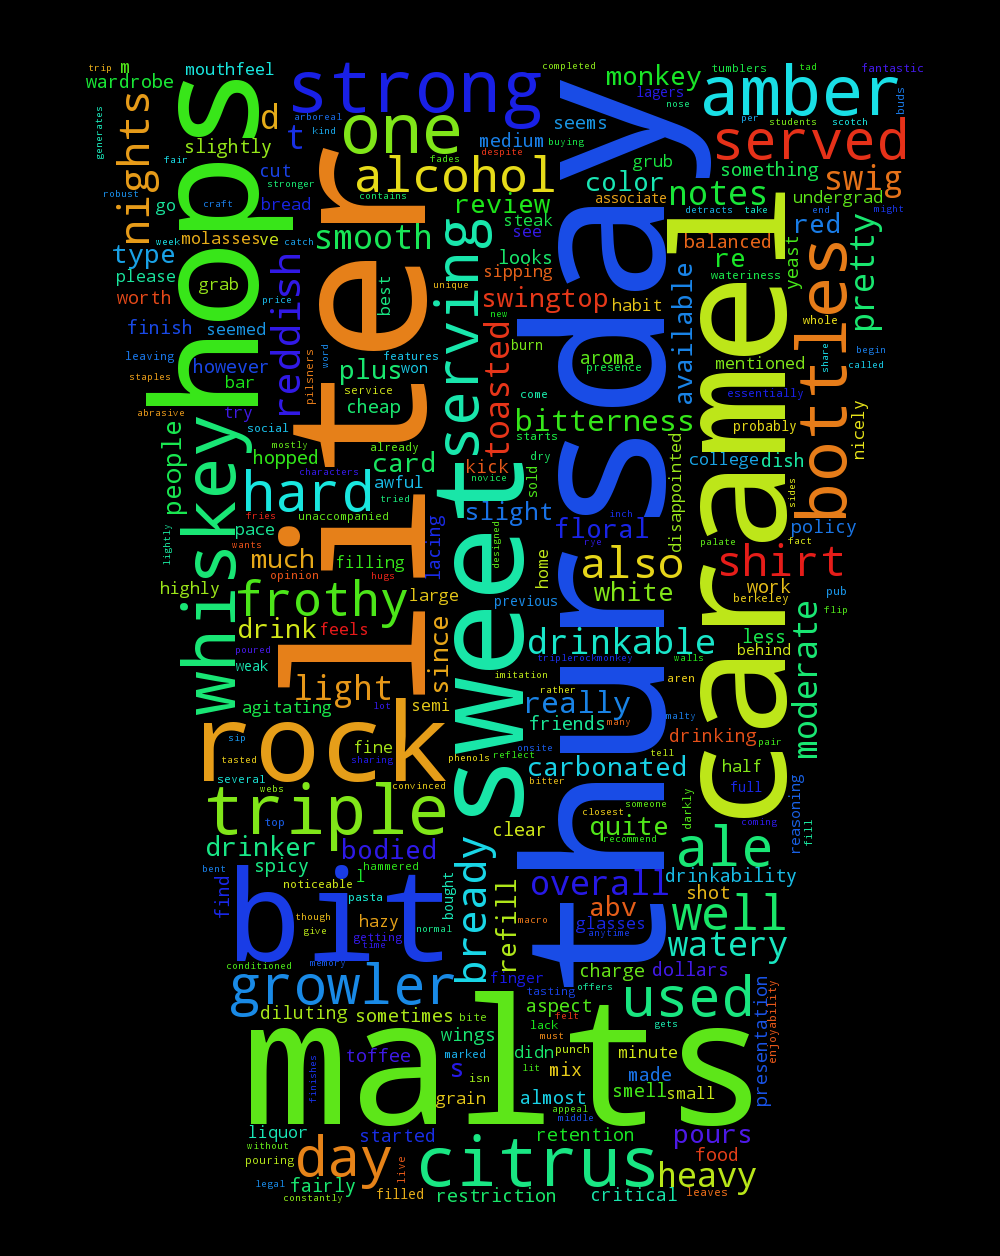 trip
m
wardrobe
mouthfeel
completed
monkey
tumblers
tad
fantastic
strong
lagers
amber
buds
generates
nights
hops
d
t
arboreal
kind
one
medium
seems
nose
per
students
scotch
served
fair
slightly
despite
buying
grub
something
swig
robust
cut
fades
alcohol
contains
color
associate
notes
undergrad
go
craft
bread
stronger
review
steak
detracts
take
end
might
red
week
molasses
ve
catch
smooth
see
balanced
type
looks
re
yeast
pretty
please
grab
reddish
liter
best
serving
sipping
thursday
available
caramel
wateriness
bottles
worth
price
unique
swingtop
habit
finish
seemed
new
whole
leaving
however
word
pilsners
features
won
toasted
burn
aroma
presence
mentioned
share
begin
called
staples
bar
plus
service
come
essentially
abrasive
try
cheap
bitterness
probably
nicely
people
whiskey
social
mostly
already
starts
hopped
card
kick
dry
disappointed
college
dish
characters
tried
awful
novice
sold
sides
hard
slight
inch
fries
unaccompanied
lacing
floral
policy
lightly
pace
wants
designed
rye
palate
fact
much
filling
sweet
also
shirt
opinion
hugs
home
work
highly
frothy
large
previous
white
berkeley
pub
flip
drink
feels
since
drinkable
less
moderate
poured
behind
weak
triplerockmonkey
walls
light
imitation
aren
agitating
lot
semi
rather
really
rock
friends
many
malty
sip
fine
onsite
drinking
pair
tasted
sharing
phenols
reflect
tell
several
convinced
bitter
carbonated
half
webs
full
reasoning
triple
someone
darkly
top
clear
closest
quite
coming
fill
recommend
drinker
bodied
ale
bent
spicy
hammered
l
bready
overall
drinkability
bit
noticeable
pasta
bought
refill
shot
find
though
hazy
normal
macro
abv
glasses
well
give
getting
time
anytime
watery
conditioned
memory
finger
charge
dollars
growler
tasting
offers
used
presentation
enjoyability
diluting
sometimes
bite
aspect
felt
gets
malts
wings
lack
must
toffee
marked
didn
punch
minute
finishes
s
isn
lit
mix
made
grain
almost
smell
small
appeal
middle
liquor
started
retention
pours
without
day
citrus
pouring
live
food
heavy
legal
fairly
constantly
filled
restriction
critical
leaves